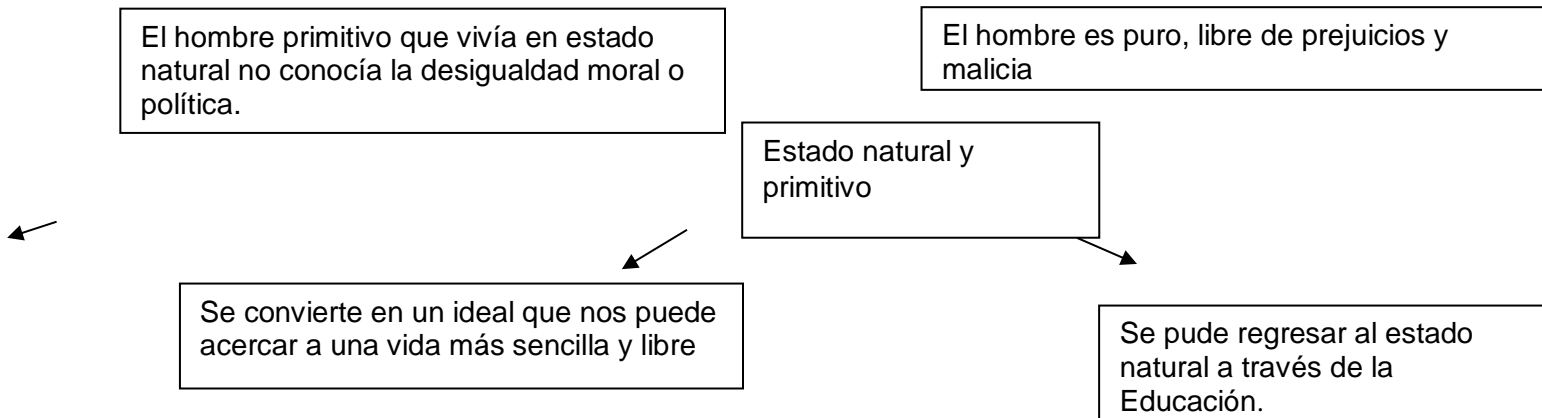 El hombre primitivo que vivía en estado
natural no conocía la desigualdad moral o
política.
El hombre es puro, libre de prejuicios y
malicia
Estado natural y
primitivo
Se convierte en un ideal que nos puede
acercar a una vida más sencilla y libre
Se pude regresar al estado
natural a través de la
Educación.